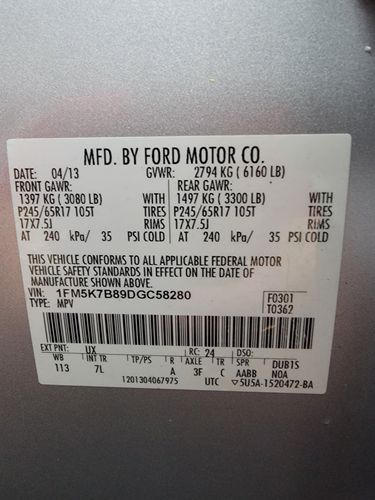 MFD. BY FORD MOTOR CO.
DATE: 04/13 GVWR: 2794 KG ( 6160 LB)
FRONT GAWR: REAR GAWR:
1397 KG ( 3080 LB) WITH 1497 KG ( 3300 LB) WITH
P245/65R17 105T TIRES P245/65R17 105T TIRES
17X7.5J RIMS 17X7.5J RIMS
AT 240 kPa/ 35 PSI COLD AT 240 kPa/ 35 PSI COLD
THIS VEHICLE CONFORMS TO ALL APPLICABLE FEDERAL MOTOR
VEHICLE SAFETY STANDARDS IN EFFECT ON THE DATE OF
MANUFACTURE SHOWN ABOVE.
VIN: 1FM5K7B89DGC58280 F0301
TYPE: MPV T0362
EXT PNT: UX RC: 24 DSO:
WB INT TR TP/PS R AXLE TR SPR DUB1S
113 7L A 3F C AABB N0A
1201304067975 UTC ▽5U5A-1520472-BA